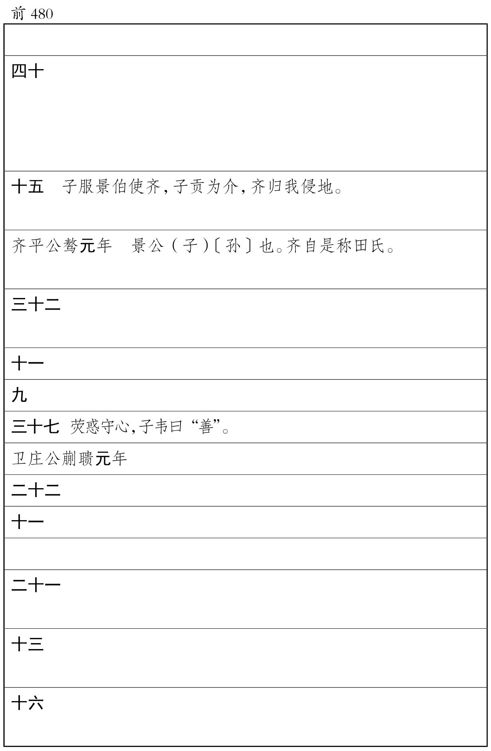 前 480
四十
十五 子服景伯使齐,子贡为介,齐归我侵地。
齐平公骜元年 景公(子)〔孙〕也。齐自是称田氏。
三十二
十一
九
三十七 荧惑守心,子韦曰“善”。
卫庄公蒯聩元年
二十二
十一
二十一
十三
十六